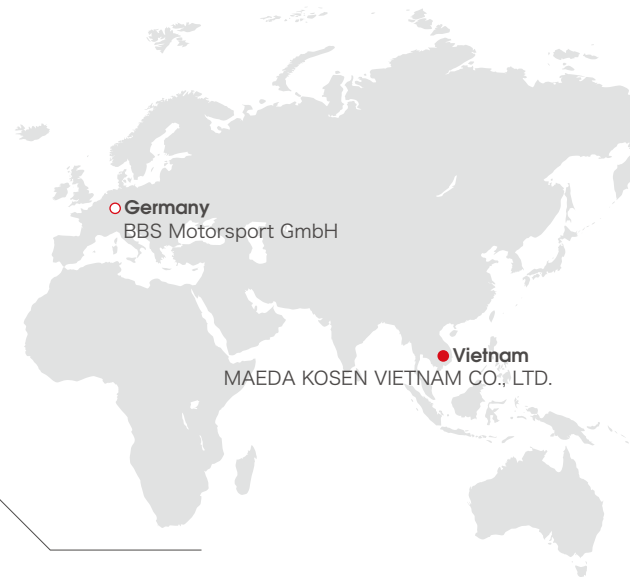 Germany
BBS Motorsport GmbH
Vietnam
MAEDA KOSEN VIETNAM CO., LTD.